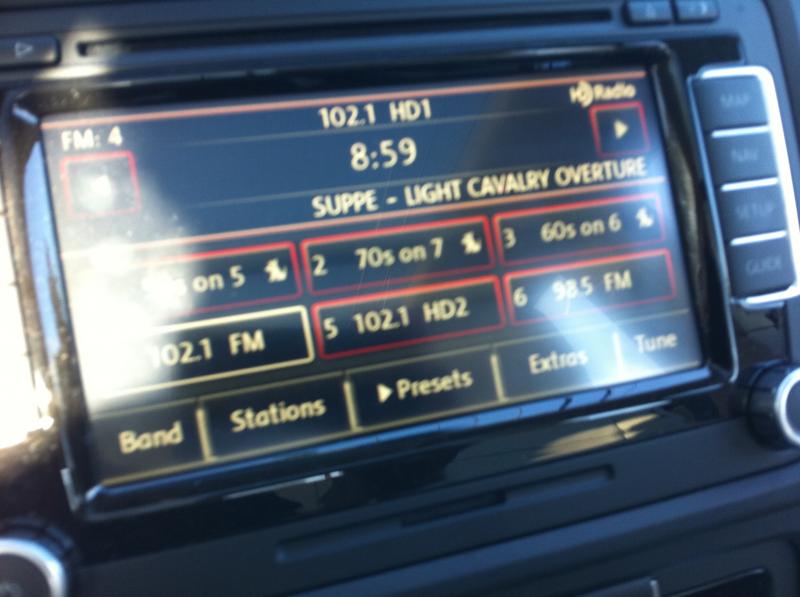 102.1 HD1
HD Radio
FM: 4
8:59
SUPPE - LIGHT CAVALRY OVERTURE
on 5
2 70s on 7
3 60s on 6
102.1 FM
5 102.1 HD2
6 98.5 FM
Band
Stations
Presets
Extras
Tune
MAP
NAV
SETUP
GUIDE